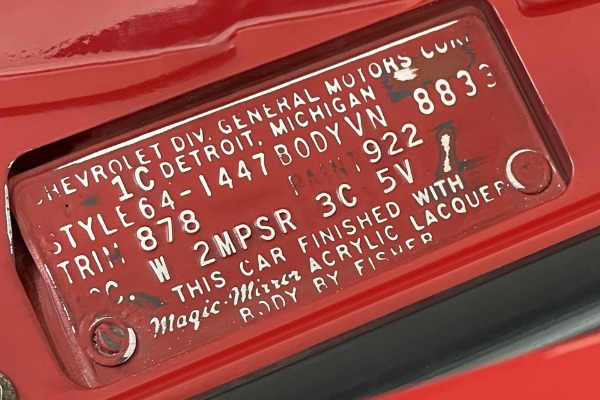 CHEVROLET DIV. GENERAL MOTORS CORP
1C DETROIT, MICHIGAN
STYLE 64-1447 BODY VN 8833
TRIM 878 PAINT 922
W 2MPSR 3C 5V
THIS CAR FINISHED WITH
Magic-Mirror ACRYLIC LACQUER
BODY BY FISHER